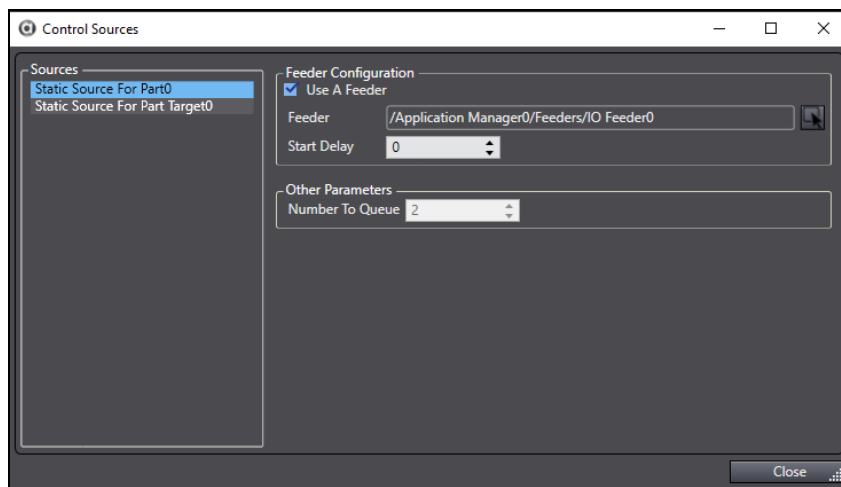 Control Sources
Sources
Static Source For Part0
Static Source For Part Target0
Feeder Configuration
Use A Feeder
Feeder /Application Manager0/Feeders/IO Feeder0
Start Delay 0
Other Parameters
Number To Queue 2
Close